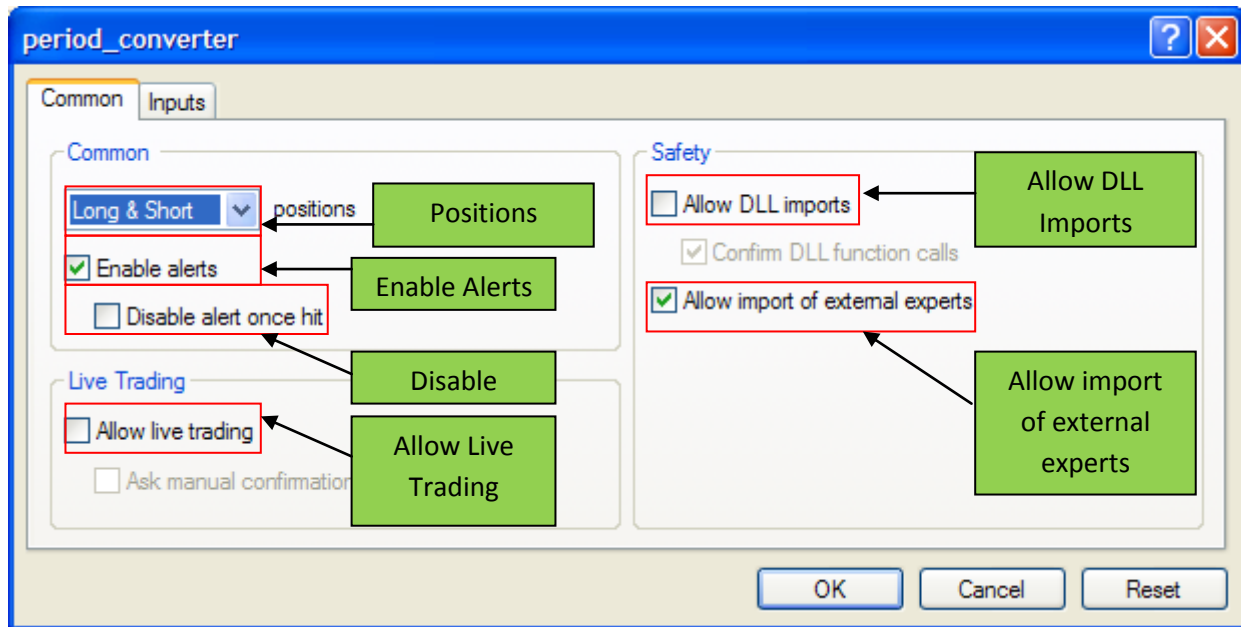 period_converter
Common
Inputs
Common
Long & Short
positions
Positions
Enable alerts
Enable Alerts
Disable alert once hit
Disable
Live Trading
Allow live trading
Allow Live
Trading
Ask manual confirmation
Safety
Allow DLL imports
Allow DLL
Imports
Confirm DLL function calls
Allow import of external experts
Allow import
of external
experts
OK
Cancel
Reset